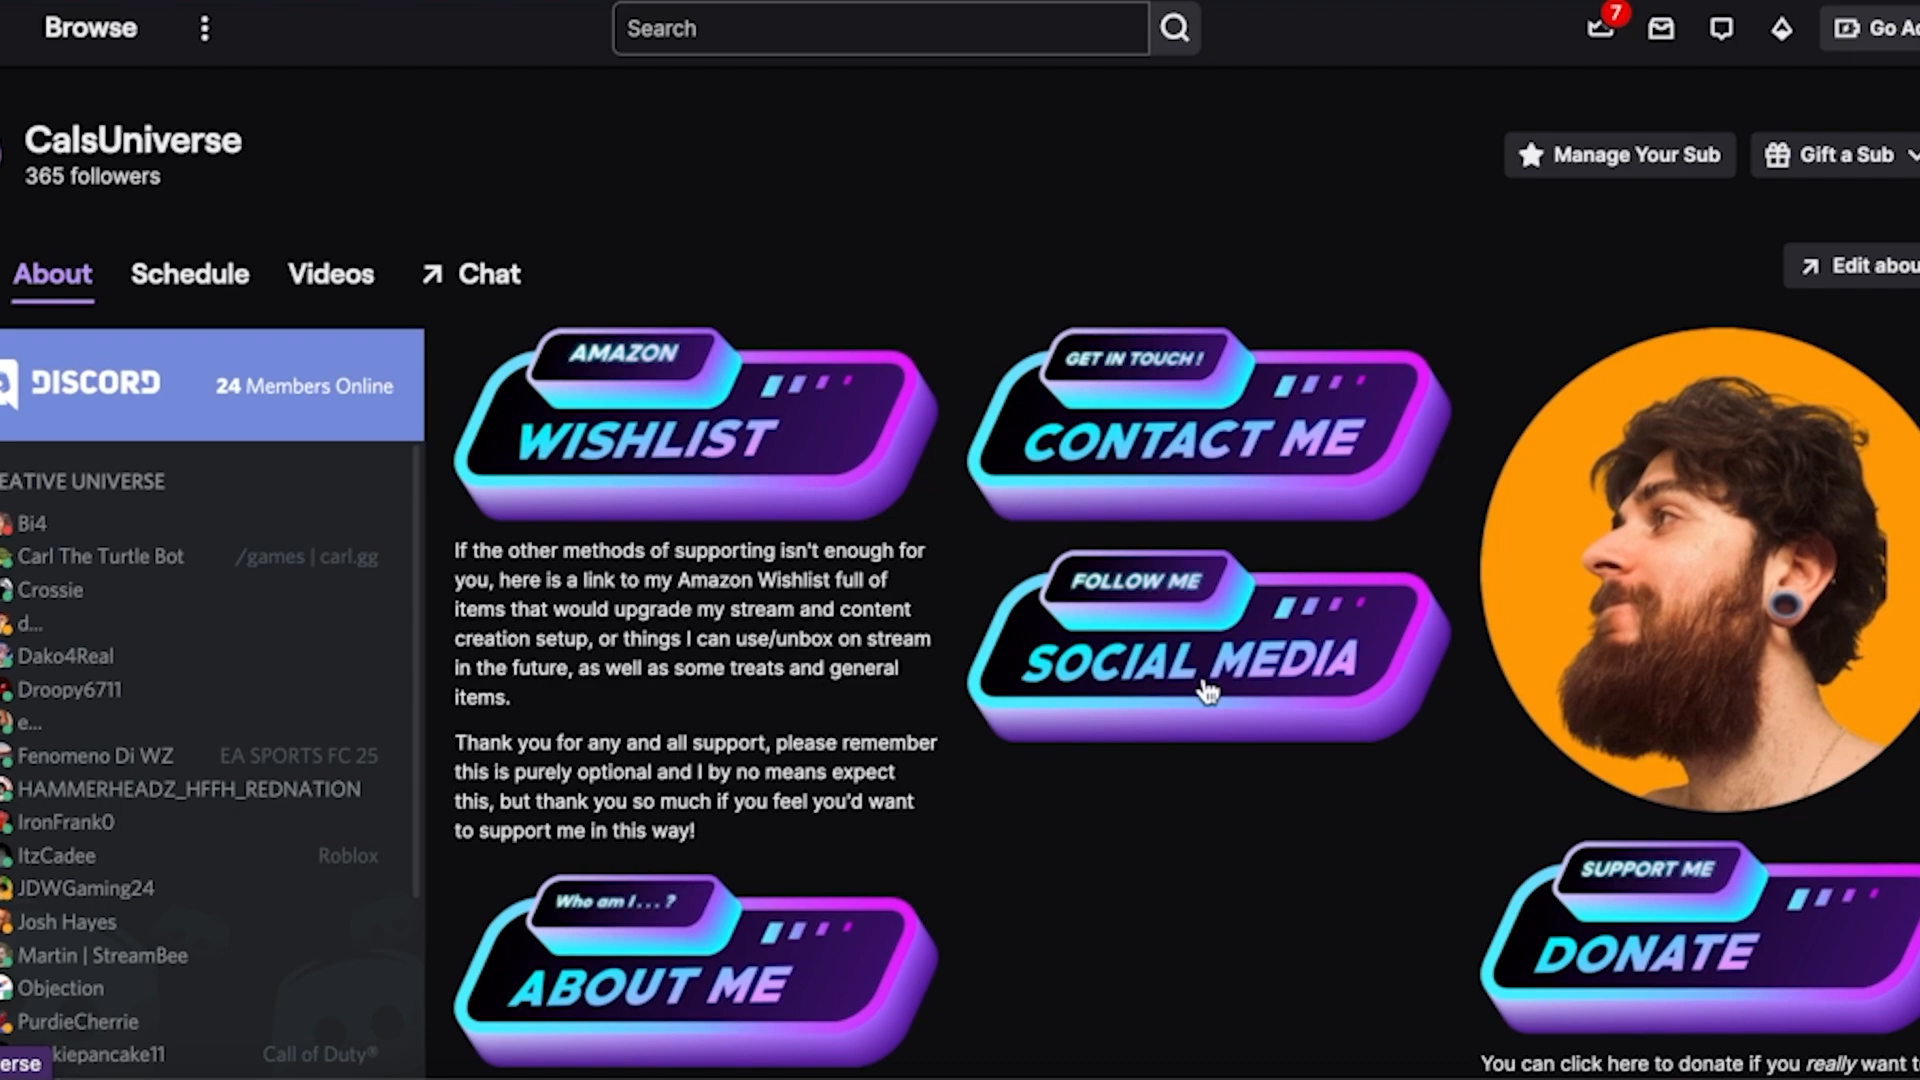 Browse
Search
7
CalsUniverse
365 followers
Manage Your Sub
Gift a Sub
About
Schedule
Videos
Chat
DISCORD
24 Members Online
EATIVE UNIVERSE
Bi4
Carl The Turtle Bot /games | carl.gg
Crossie
d...
Dako4Real
Droopy6711
e...
Fenomeno Di WZ EA SPORTS FC 25
HAMMERHEADZ_HFFH_REDNATION
IronFrank0
ItzCadee Roblox
JDWGaming24
Josh Hayes
Martin | StreamBee
Objection
PurdieCherrie
kiepancake11 Call of Duty®
erse
AMAZON
WISHLIST
If the other methods of supporting isn't enough for
you, here is a link to my Amazon Wishlist full of
items that would upgrade my stream and content
creation setup, or things I can use/unbox on stream
in the future, as well as some treats and general
items.
Thank you for any and all support, please remember
this is purely optional and I by no means expect
this, but thank you so much if you feel you'd want
to support me in this way!
Who am I...?
ABOUT ME
GET IN TOUCH!
CONTACT ME
FOLLOW ME
SOCIAL MEDIA
Edit abou
Go Ad
SUPPORT ME
DONATE
You can click here to donate if you really want t